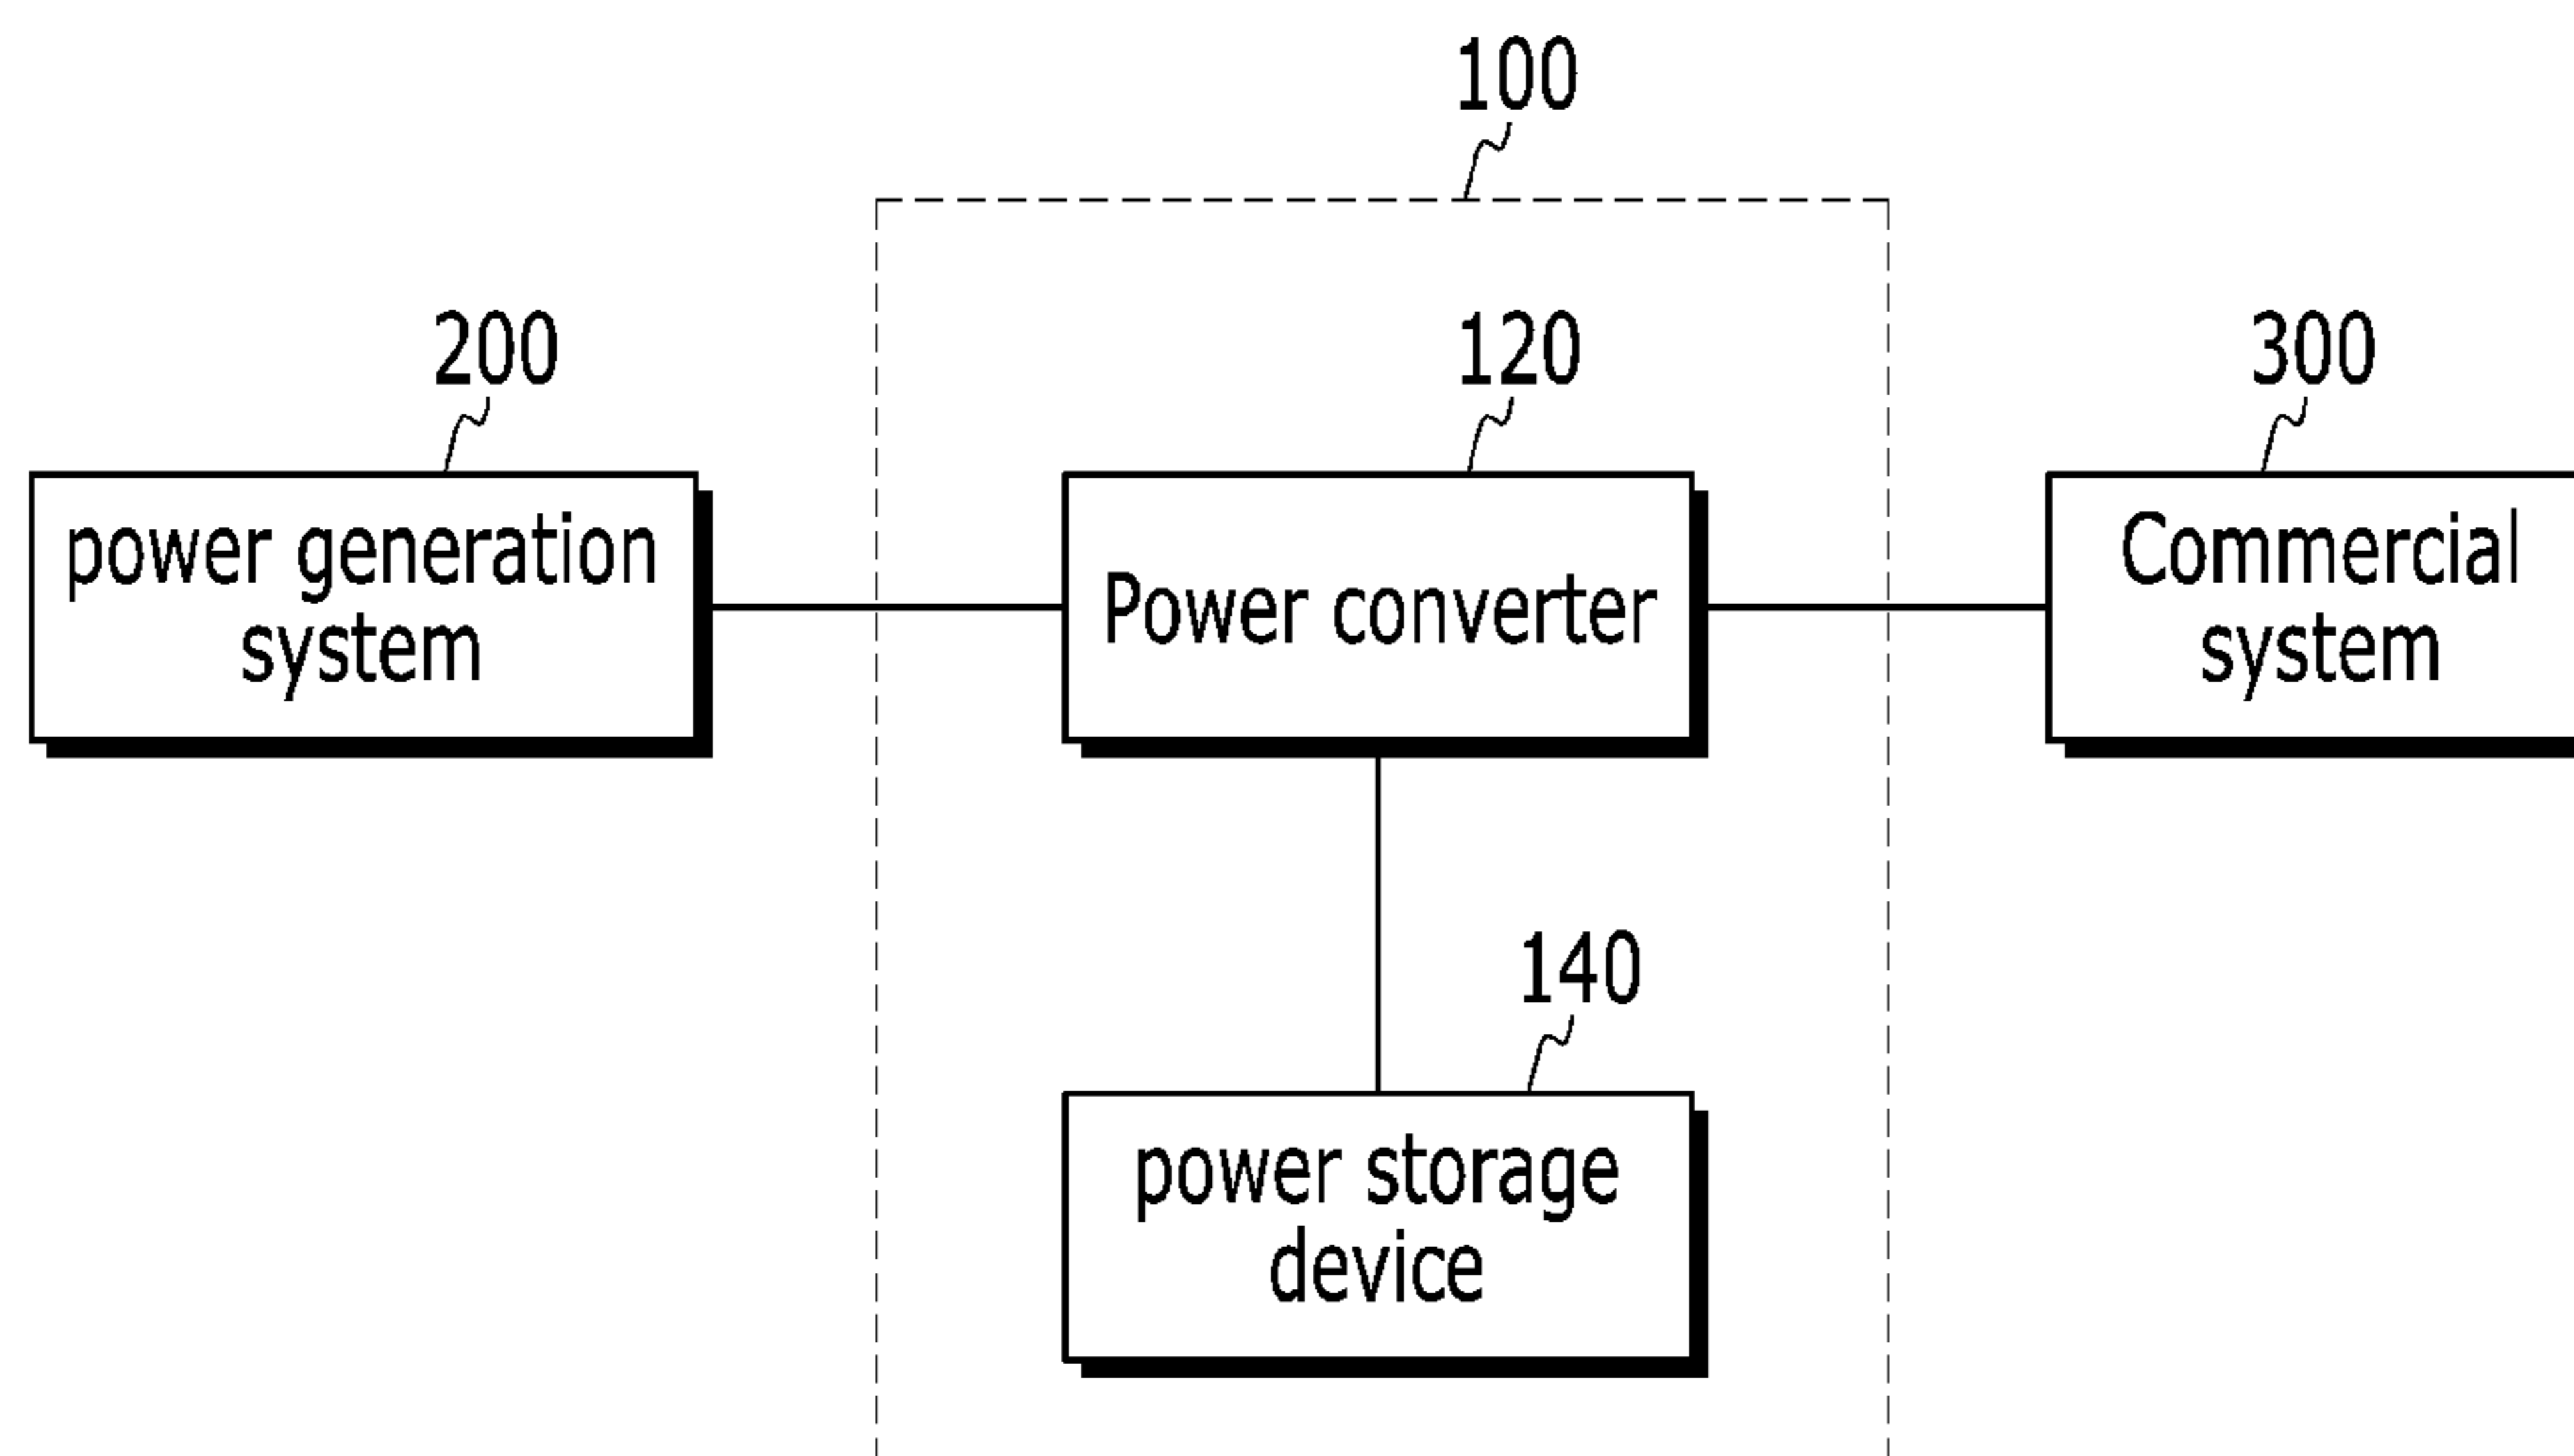 100
200
120
300
power generation
system
Power converter
Commercial
system
140
power storage
device